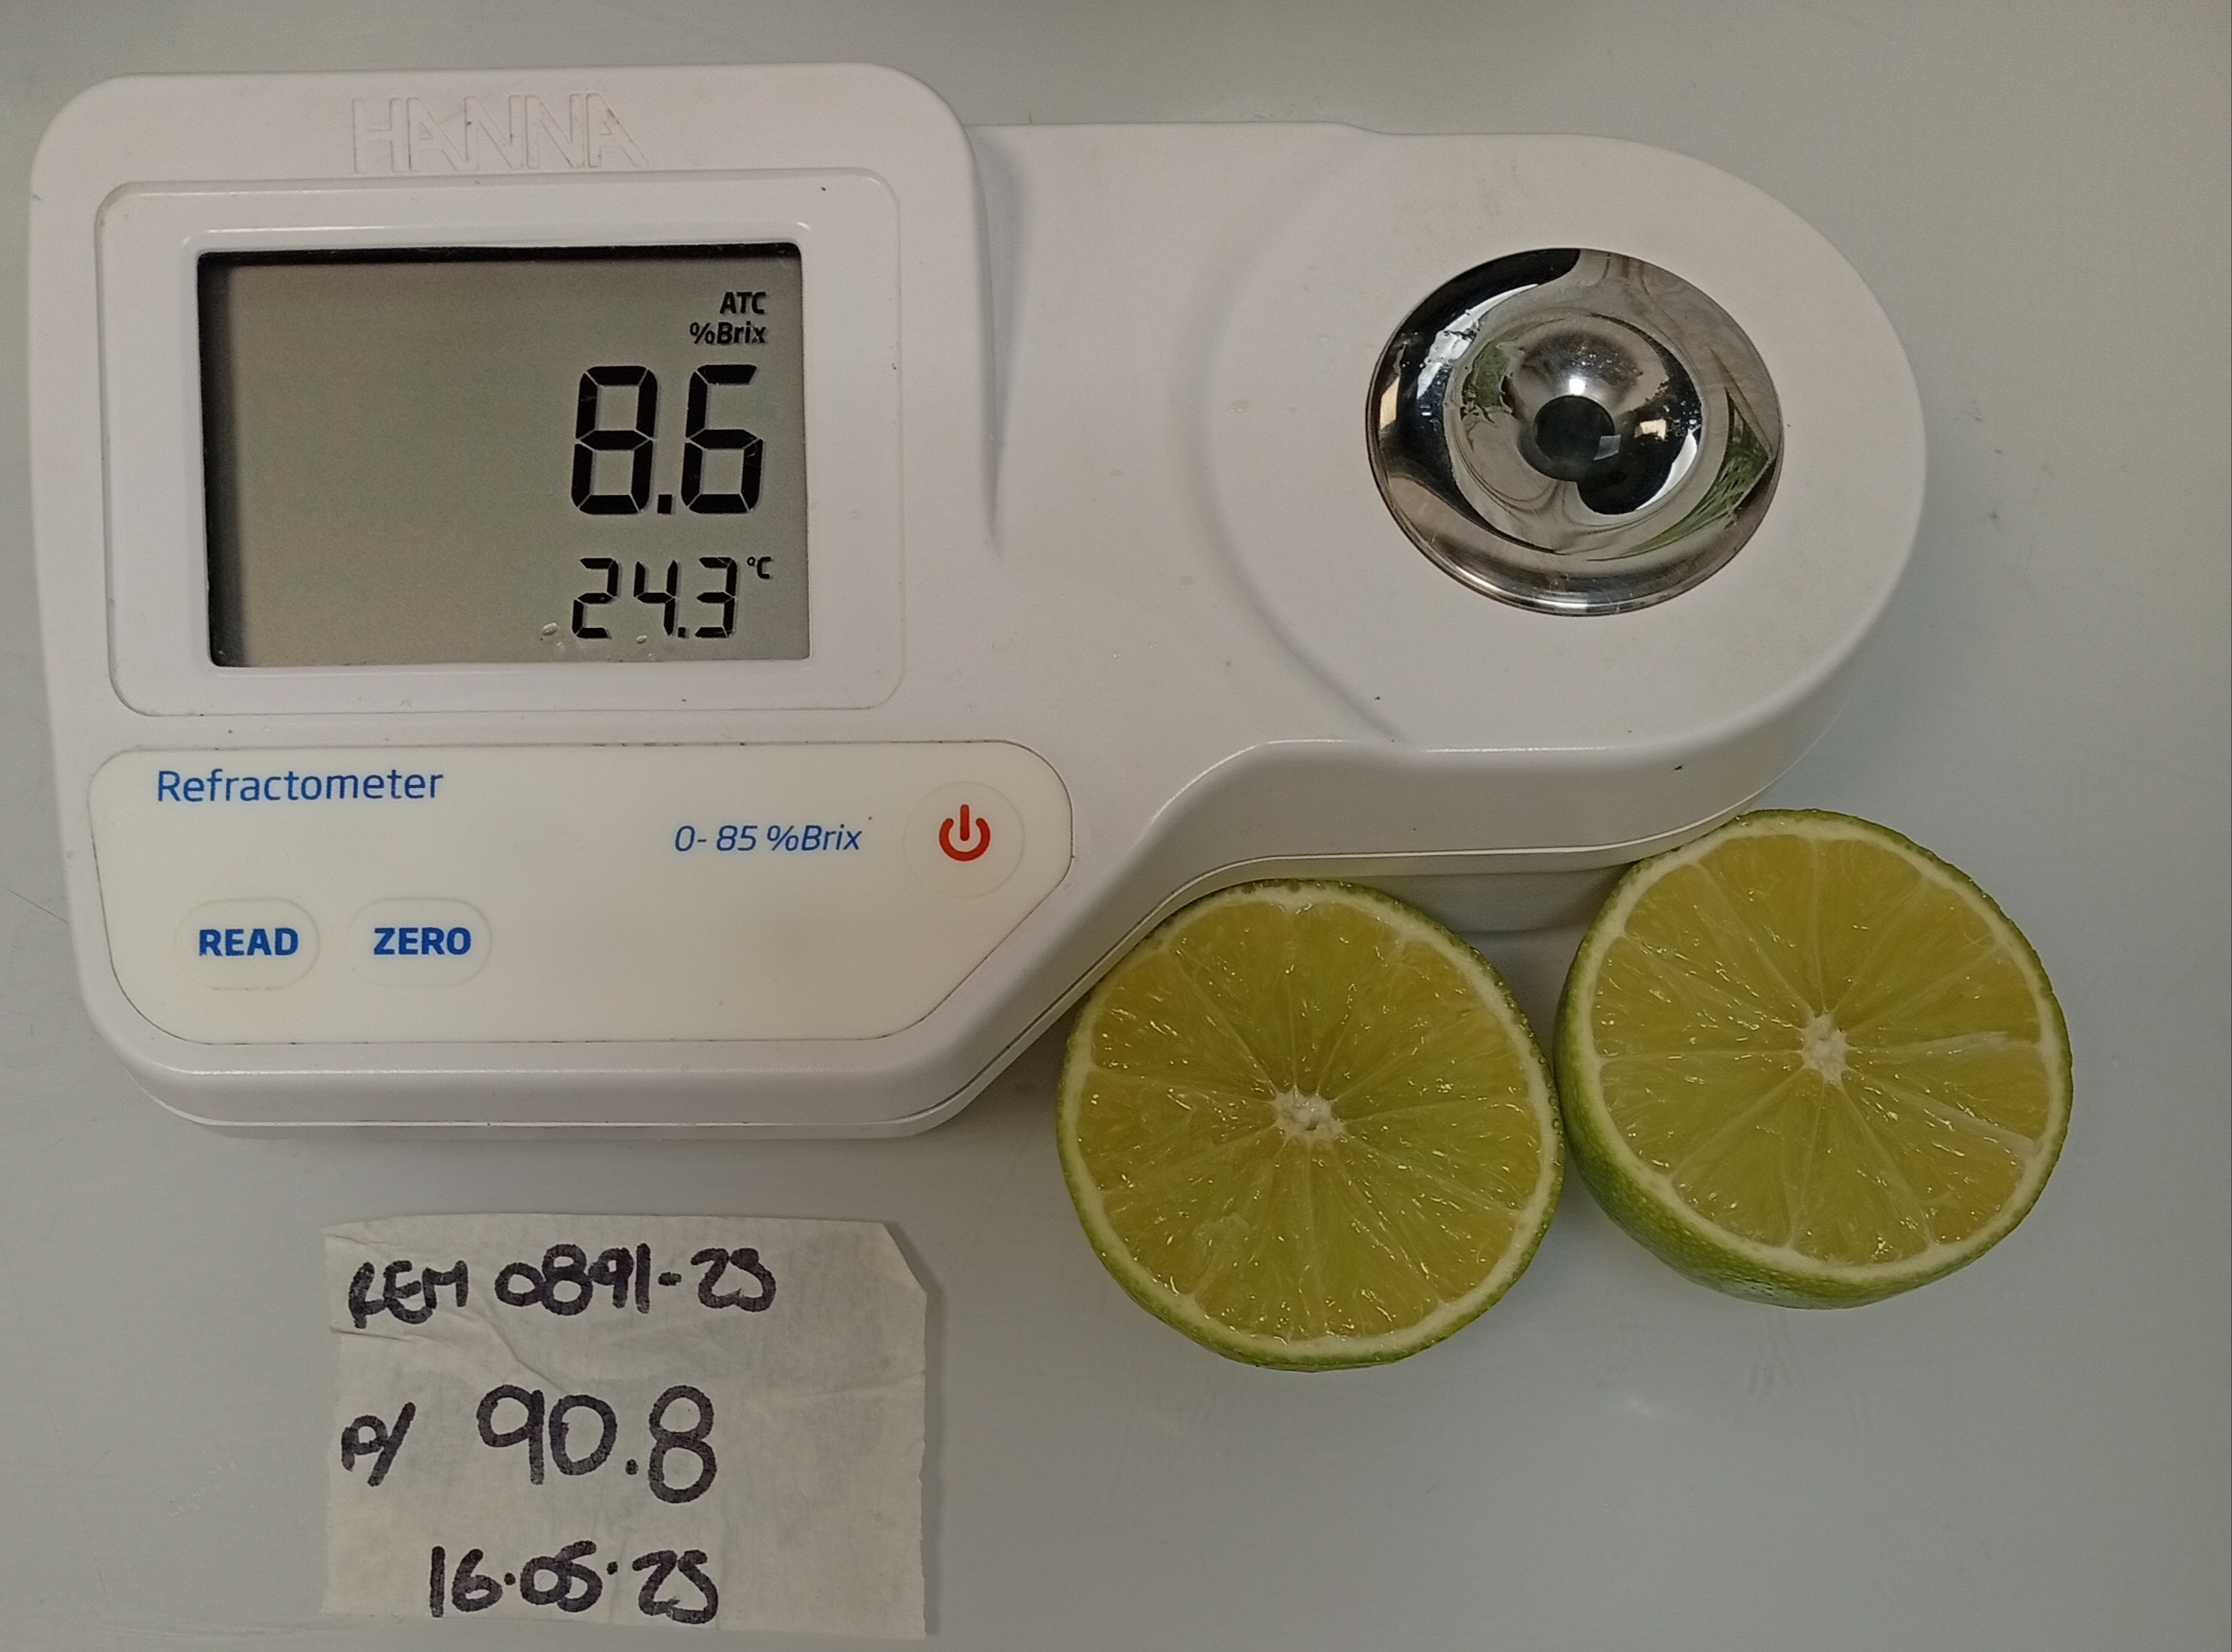 HANNA
ATC
%Brix
8.6
24.3°C
Refractometer
0-85 %Brix
READ ZERO
REM 0891-25
P/ 90.8
16.05.25